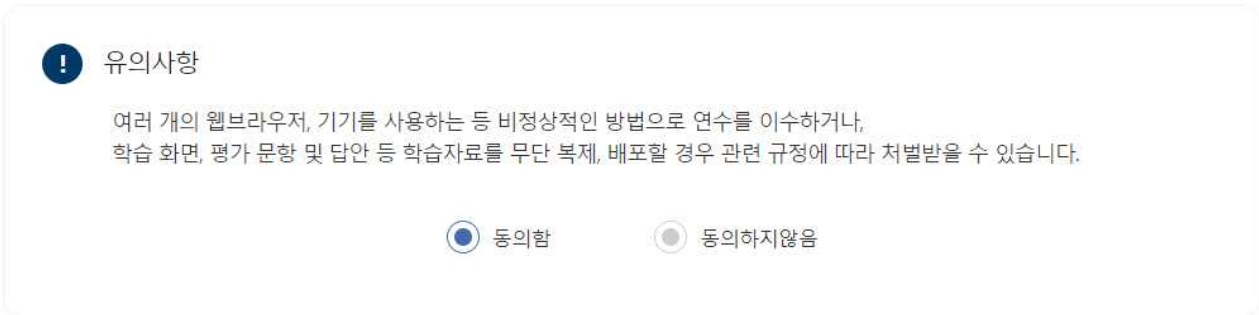 ! 유의사항
여러 개의 웹브라우저, 기기를 사용하는 등 비정상적인 방법으로 연수를 이수하거나,
학습 화면, 평가 문항 및 답안 등 학습자료를 무단 복제, 배포할 경우 관련 규정에 따라 처벌받을 수 있습니다.
동의함 동의하지않음